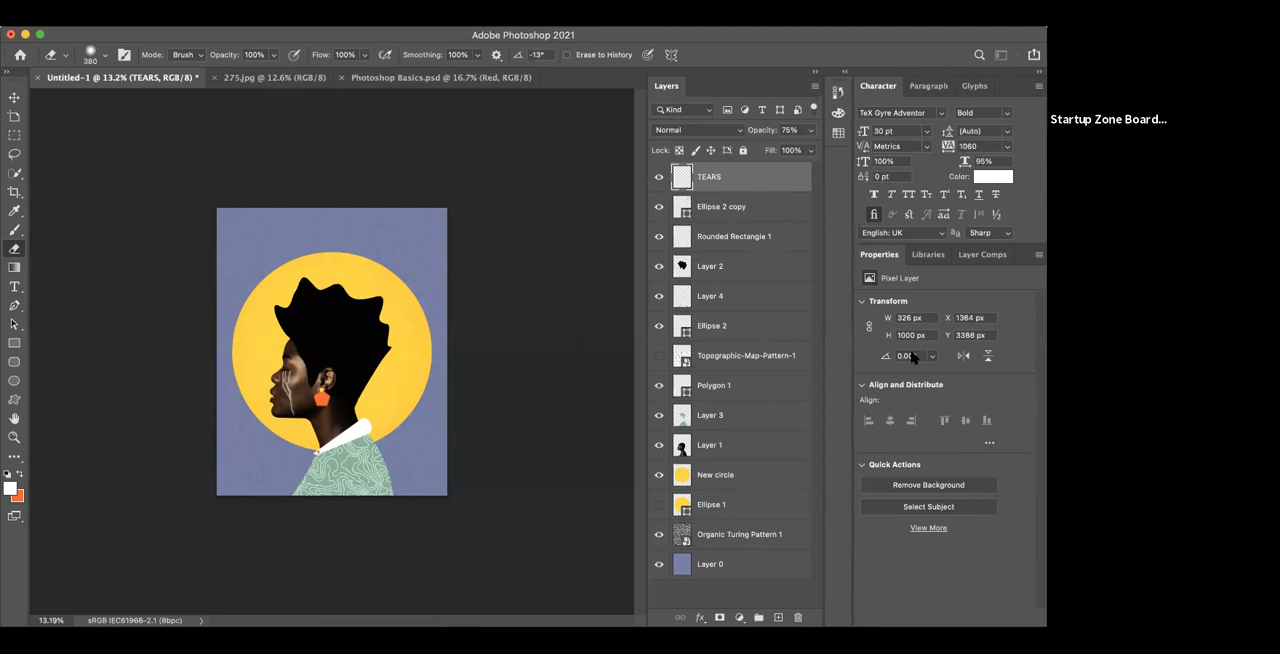 Adobe Photoshop 2021
380 Mode: Brush Opacity: 100% Flow: 100% Smoothing: 100% -13° Erase to History
Untitled-1 @ 13.2% (TEARS, RGB/8) * 275.jpg @ 12.6% (RGB/8) Photoshop Basics.psd @ 16.7% (Red, RGB/8)
Startup Zone Board...
Layers
Kind
Normal Opacity: 75%
Lock: Fill: 100%
TEARS
Ellipse 2 copy
Rounded Rectangle 1
Layer 2
Layer 4
Ellipse 2
Topographic-Map-Pattern-1
Polygon 1
Layer 3
Layer 1
New circle
Ellipse 1
Organic Turing Pattern 1
Layer 0
Character Paragraph Glyphs
TeX Gyre Adventor Bold
30 pt (Auto)
Metrics 1060
100% 95%
0 pt Color:
English: UK Sharp
Properties Libraries Layer Comps
Pixel Layer
Transform
W 326 px X 1364 px
H 1000 px Y 3388 px
Align and Distribute
Align:
Quick Actions
Remove Background
Select Subject
View More
13.19% sRGB IEC61966-2.1 (8bpc)